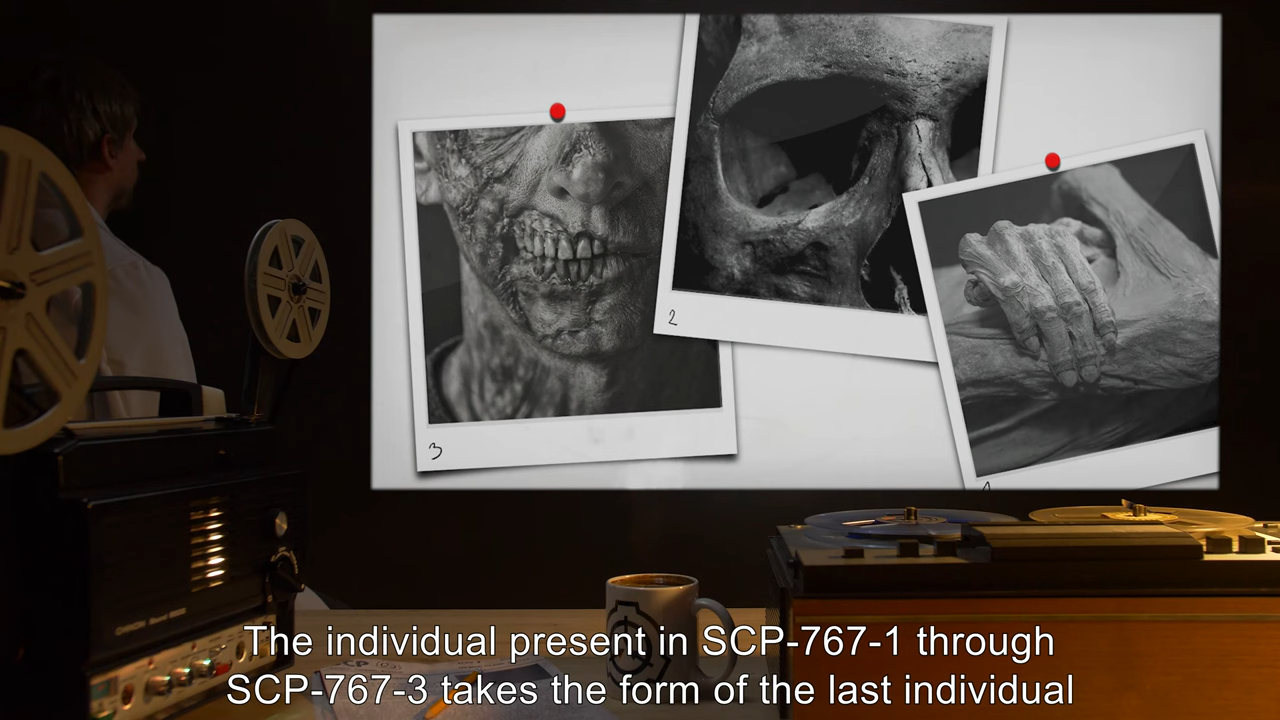 2
3
The individual present in SCP-767-1 through
SCP-767-3 takes the form of the last individual